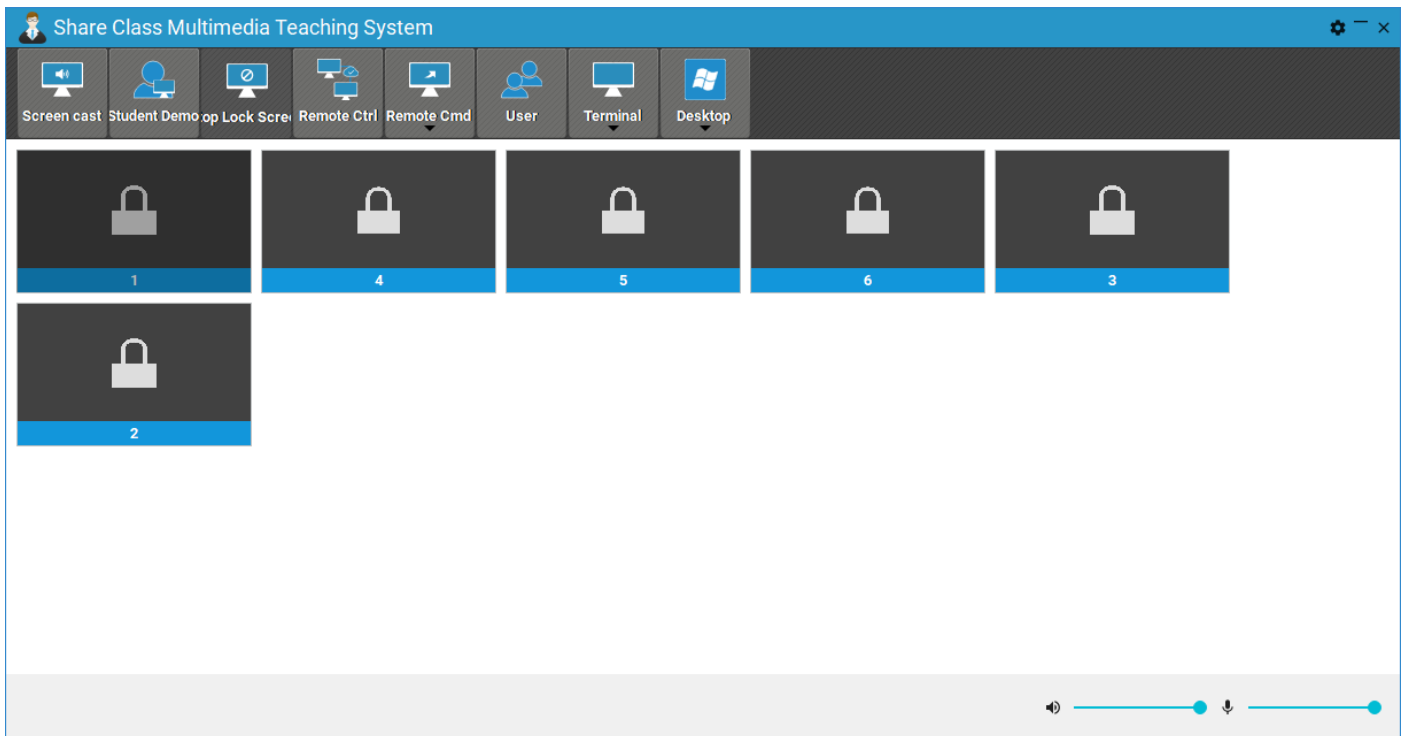 Share Class Multimedia Teaching System
Screen cast Student Demo op Lock Scre Remote Ctrl Remote Cmd User Terminal Desktop
1 4 5 6 3
2